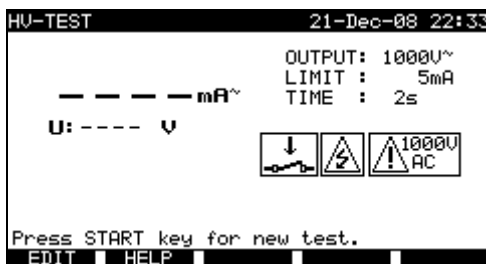 HV-TEST 21-Dec-08 22:33
OUTPUT: 1000V~
LIMIT : 5mA
TIME : 2s
– – – – mA~
U: ---- V
1000V
AC
Press START key for new test.
EDIT HELP